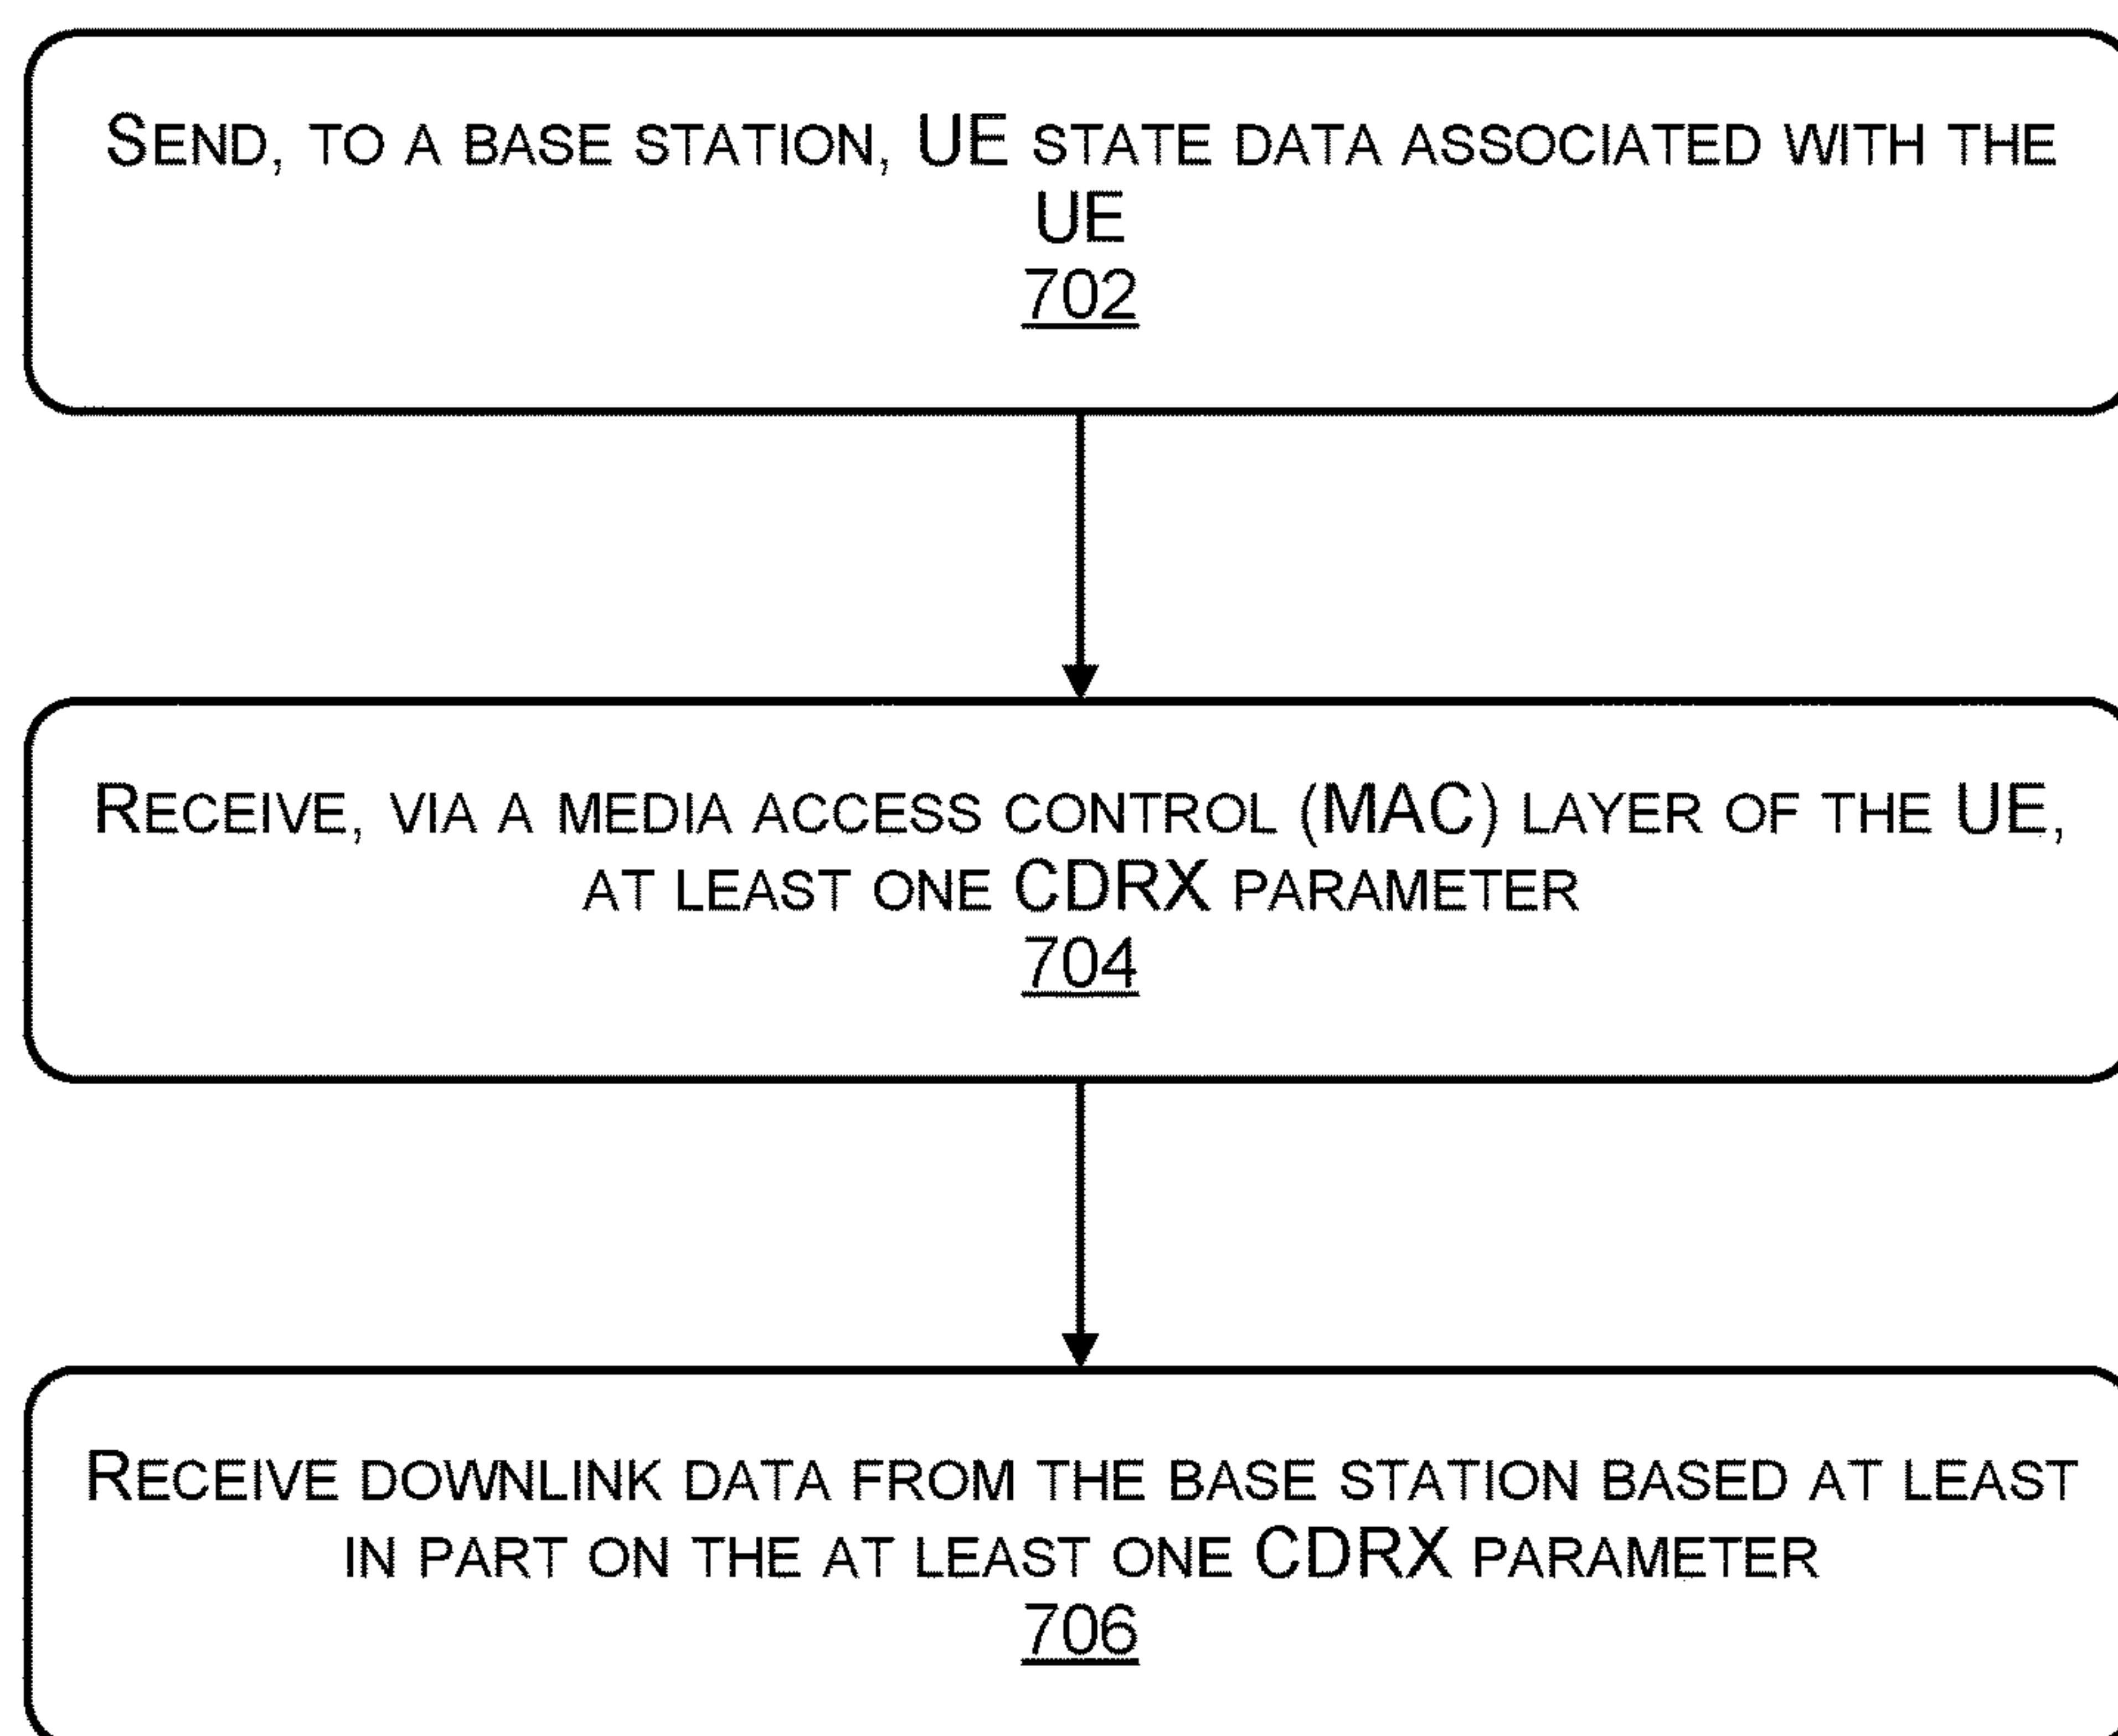 SEND, TO A BASE STATION, UE STATE DATA ASSOCIATED WITH THE
UE
702
RECEIVE, VIA A MEDIA ACCESS CONTROL (MAC) LAYER OF THE UE,
AT LEAST ONE CDRX PARAMETER
704
RECEIVE DOWNLINK DATA FROM THE BASE STATION BASED AT LEAST
IN PART ON THE AT LEAST ONE CDRX PARAMETER
706